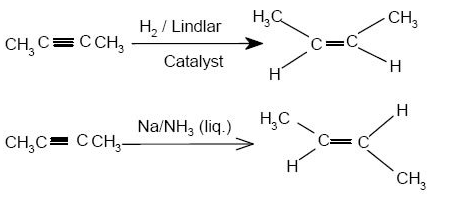 CH₃C≡CCH₃ H₂ / Lindlar Catalyst H₃C CH₃ C=C H H
CH₃C≡CCH₃ Na/NH₃ (liq.) H₃C H C=C H CH₃